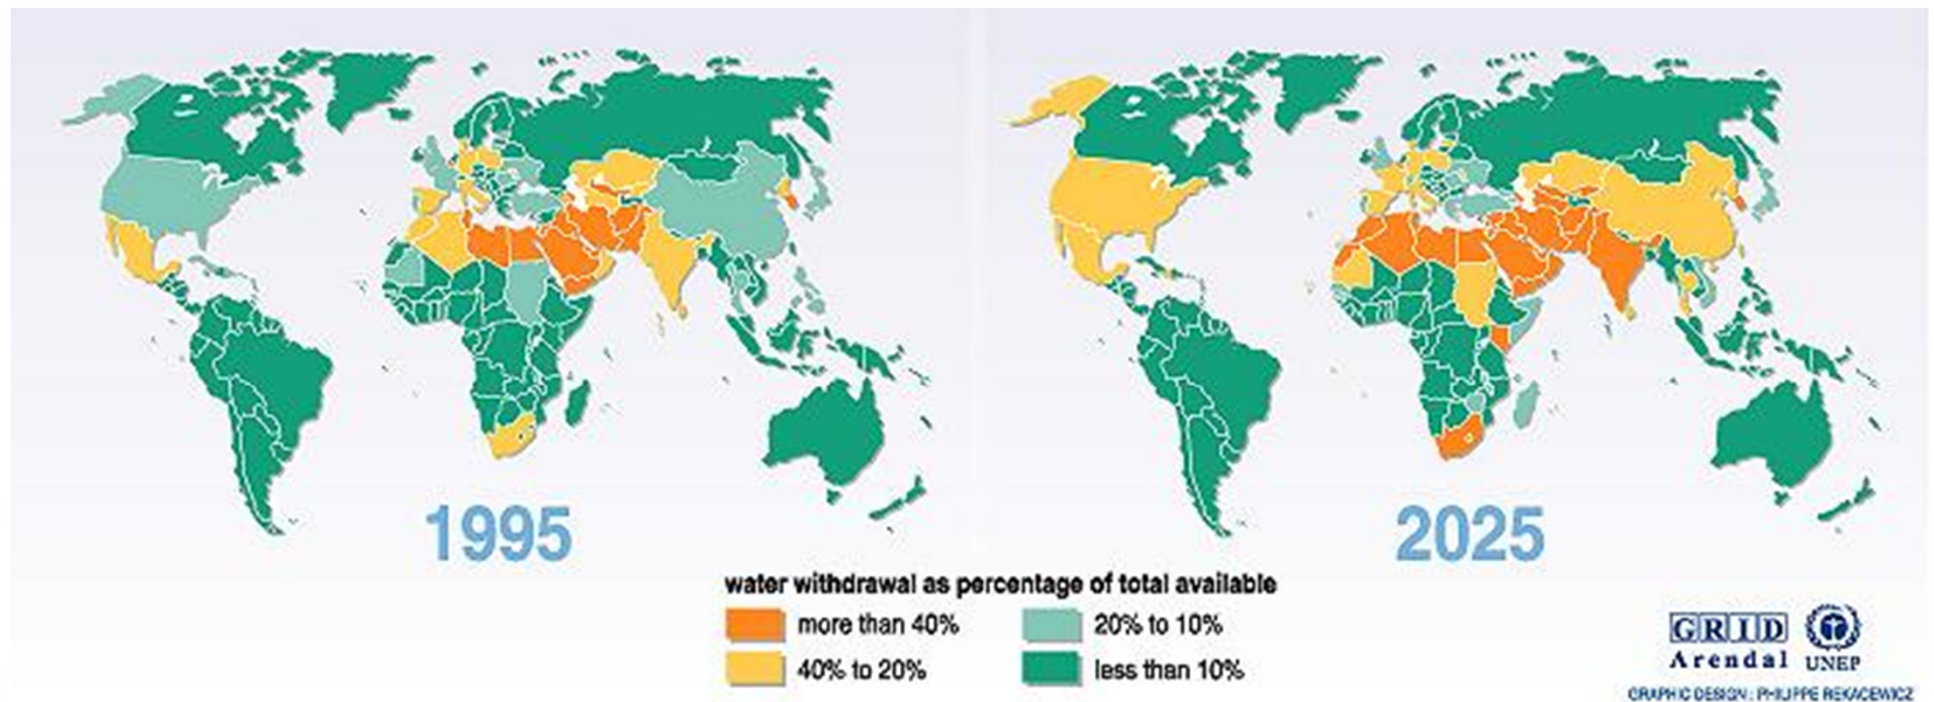 1995
2025
water withdrawal as percentage of total available
more than 40%
20% to 10%
40% to 20%
less than 10%
GRID
Arendal
UNEP
GRAPHIC DESIGN : PHILIPPE REKACEWICZ